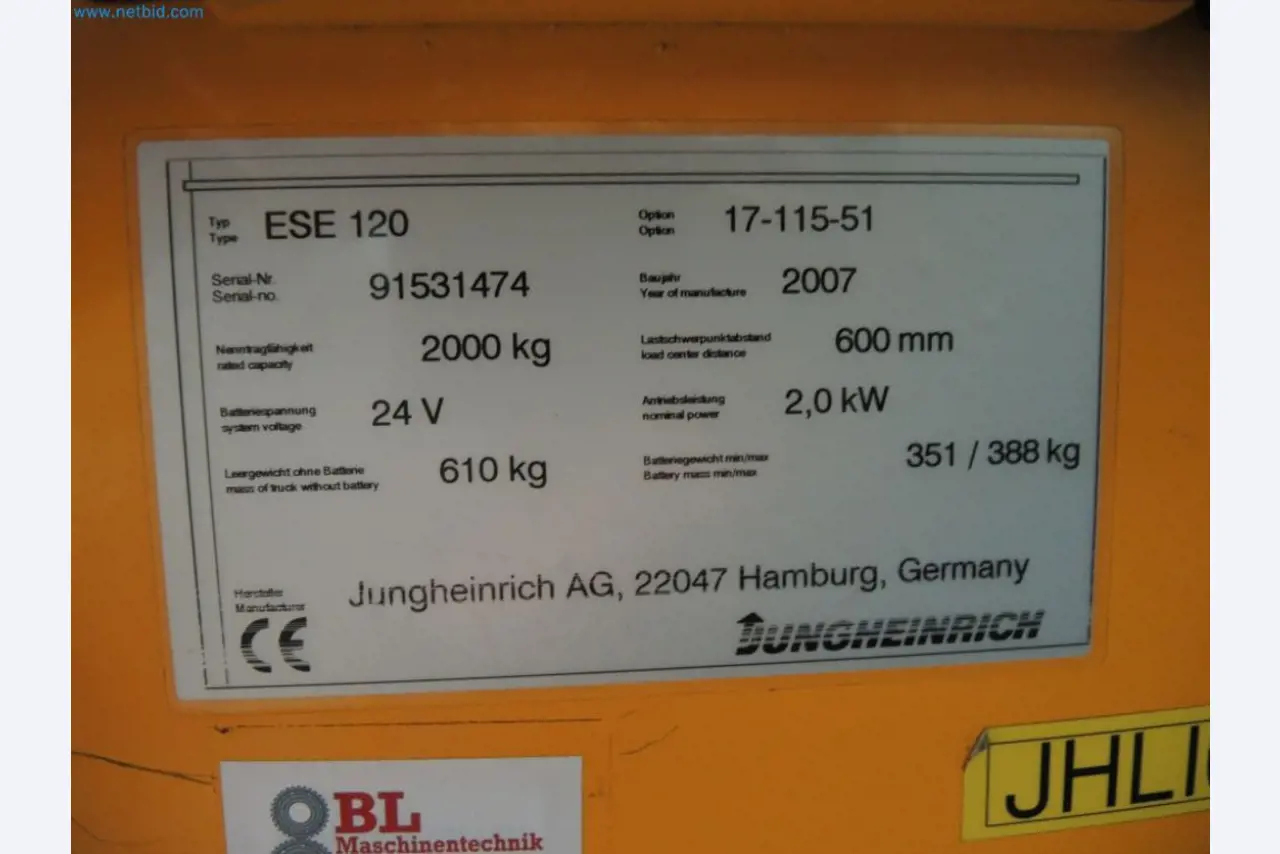 www.netbid.com
Typ
Type
ESE 120
Option
Option
17-115-51
Serial-Nr.
Serial-no.
91531474
Baujahr
Year of manufacture
2007
Nenntragfähigkeit
rated capacity
2000 kg
Lastschwerpunktabstand
load center distance
600 mm
Batteriespannung
system voltage
24 V
Antriebsleistung
nominal power
2,0 kW
Leergewicht ohne Batterie
mass of truck without battery
610 kg
Batteriegewicht min/max
Battery mass min/max
351 / 388 kg
Hersteller
Manufacturer
Jungheinrich AG, 22047 Hamburg, Germany
CE
JUNGHEINRICH
BL
Maschinentechnik
JHLI